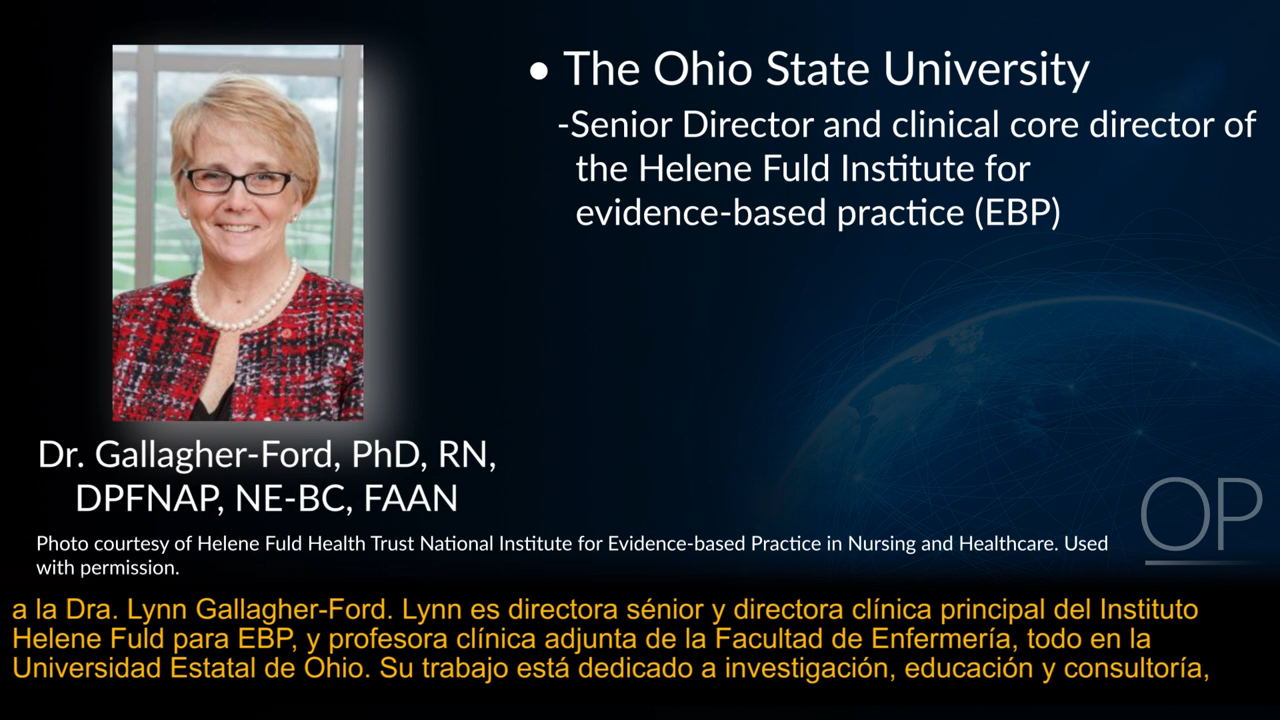 • The Ohio State University
-Senior Director and clinical core director of
the Helene Fuld Institute for
evidence-based practice (EBP)
Dr. Gallagher-Ford, PhD, RN,
DPFNAP, NE-BC, FAAN
Photo courtesy of Helene Fuld Health Trust National Institute for Evidence-based Practice in Nursing and Healthcare. Used
with permission.
OP
a la Dra. Lynn Gallagher-Ford. Lynn es directora sénior y directora clínica principal del Instituto
Helene Fuld para EBP, y profesora clínica adjunta de la Facultad de Enfermería, todo en la
Universidad Estatal de Ohio. Su trabajo está dedicado a investigación, educación y consultoría,